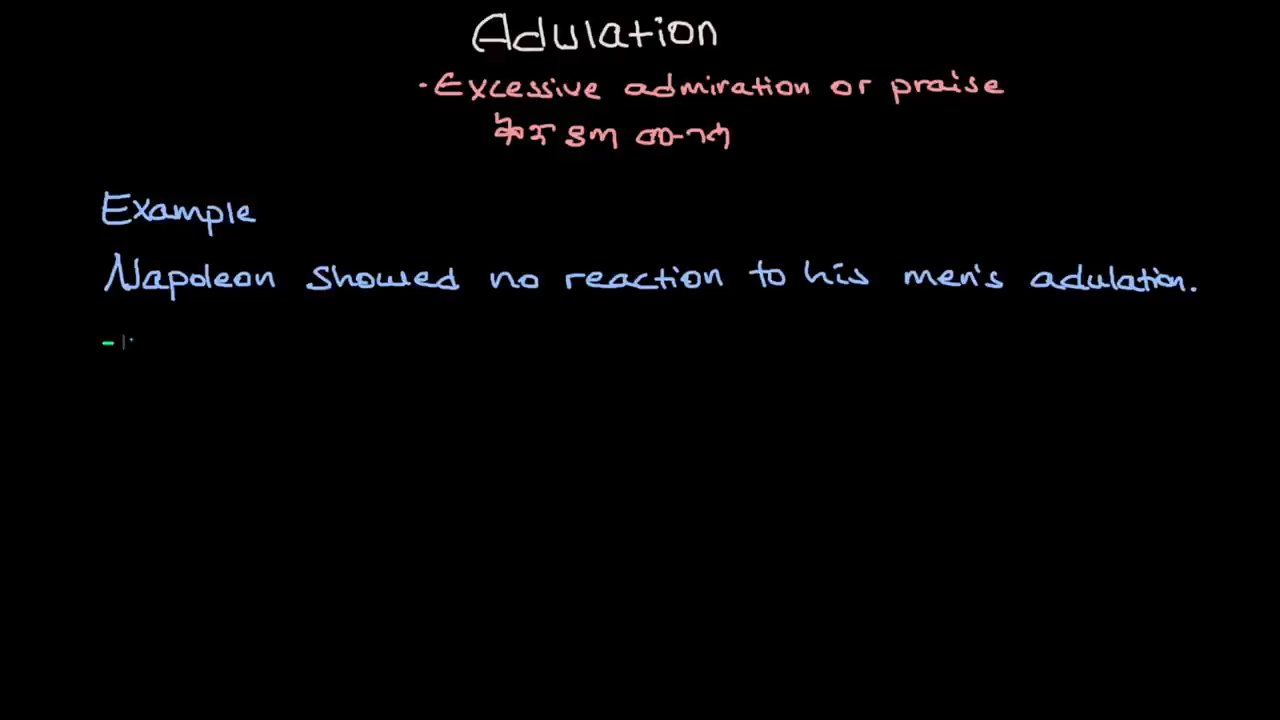 Adulation
· Excessive admiration or praise
Example
Napoleon showed no reaction to his men's adulation.
-